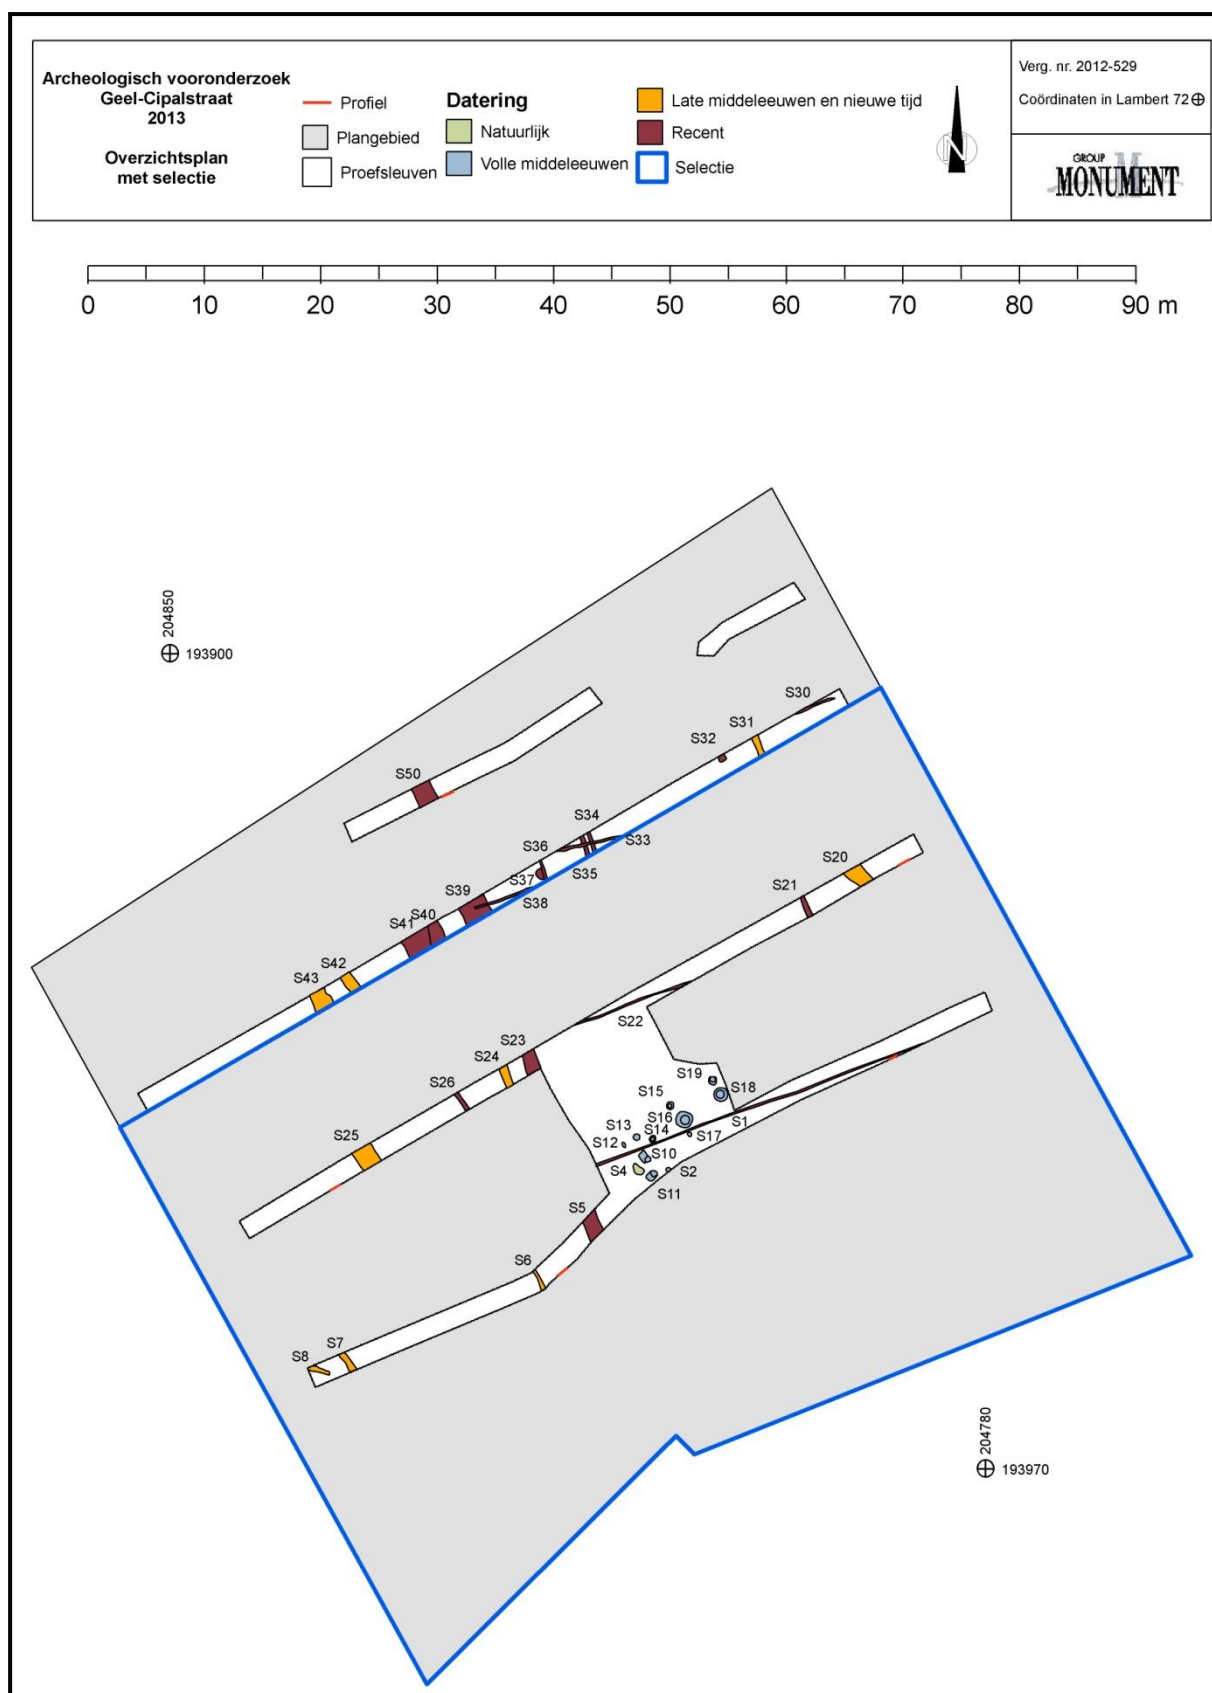 Archeologisch vooronderzoek
Geel-Cipalstraat
2013
Overzichtsplan
met selectie
Profiel
Plangebied
Proefsleuven
Datering
Natuurlijk
Volle middeleeuwen
Late middeleeuwen en nieuwe tijd
Recent
Selectie
N
Verg. nr. 2012-529
Coördinaten in Lambert 72
GROUP
MONUMENT
0 10 20 30 40 50 60 70 80 90 m
204850
193900
S30
S31
S32
S50
S34
S33
S36
S35
S37
S38
S39
S40
S41
S42
S43
S20
S21
S22
S23
S24
S26
S25
S19
S18
S15
S16
S1
S13
S14
S17
S12
S10
S4
S2
S11
S5
S6
S7
S8
204780
193970